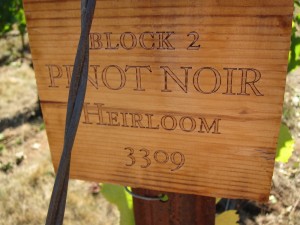 BLOCK 2
PINOT NOIR
HEIRLOOM
3309